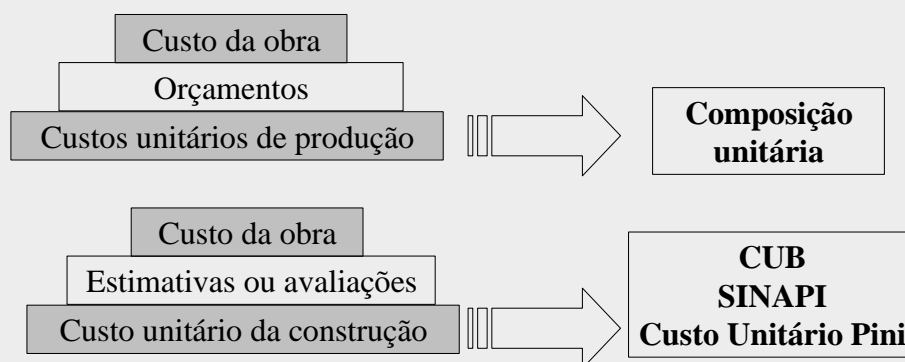 Custo da obra
Orçamentos
Custos unitários de produção
Composição
unitária
Custo da obra
Estimativas ou avaliações
Custo unitário da construção
CUB
SINAPI
Custo Unitário Pini